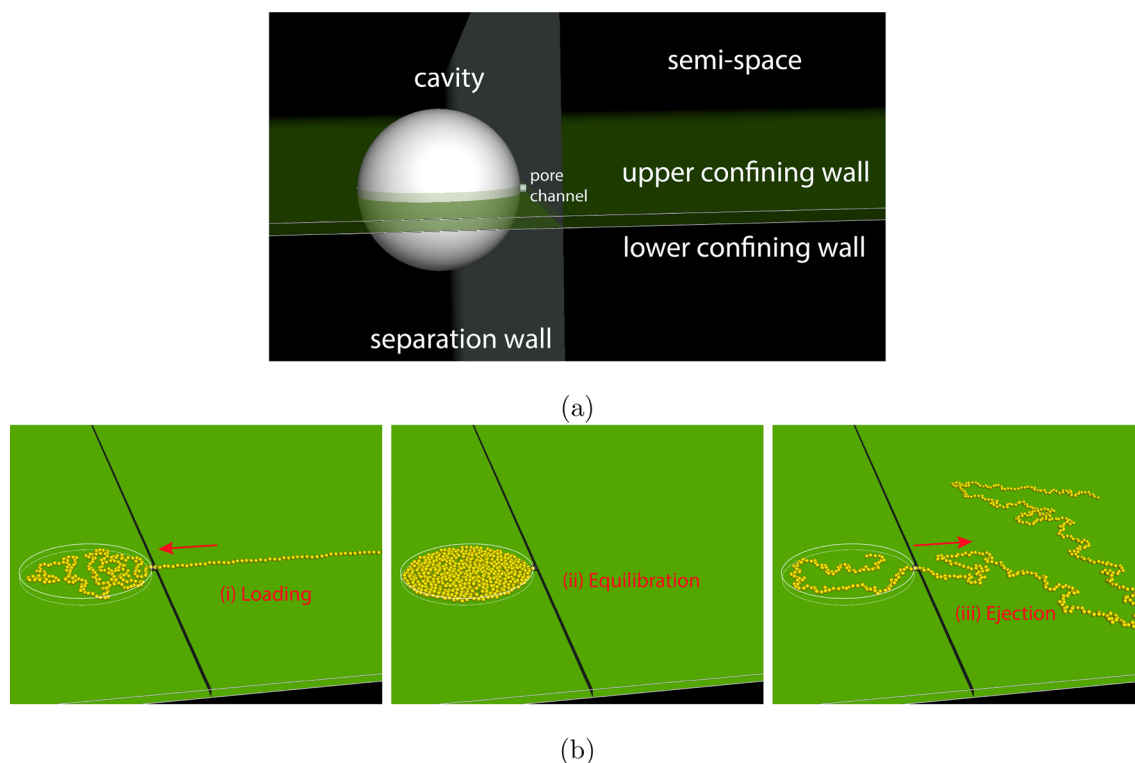 cavity
semi-space
pore
channel
upper confining wall
lower confining wall
separation wall
(a)
(i) Loading
(ii) Equilibration
(iii) Ejection
(b)